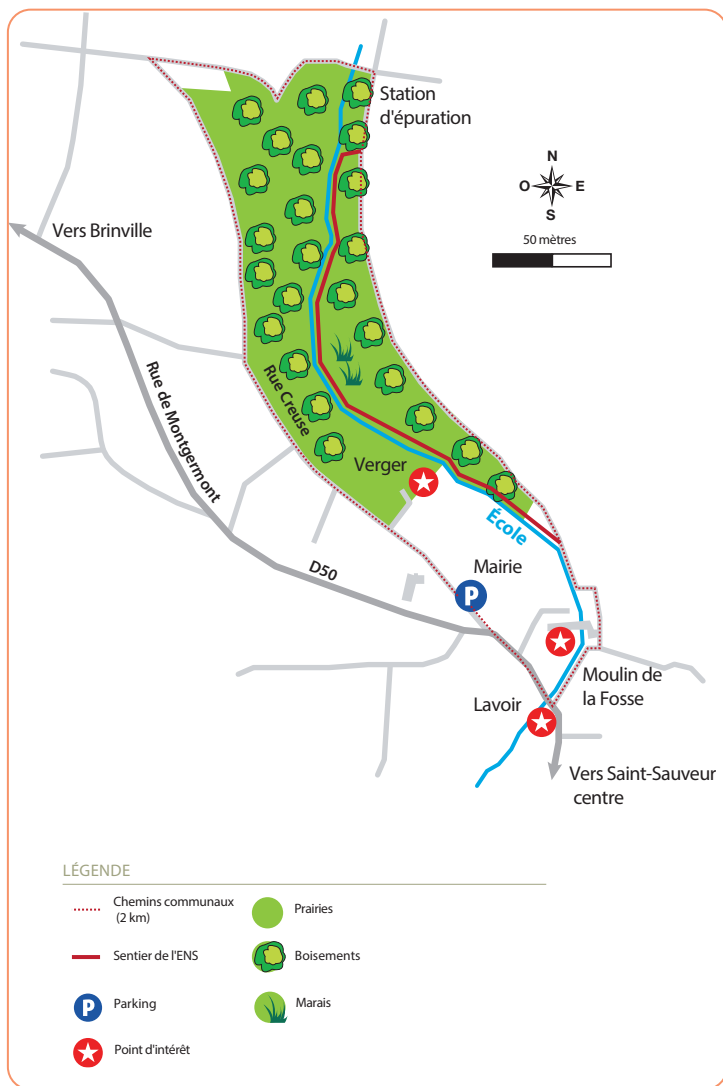 Station
d'épuration
N
O
E
S
50 mètres
Vers Brinville
Rue de Montgermont
Rue Creuse
Verger
École
D50
Mairie
P
Moulin de
la Fosse
Lavoir
Vers Saint-Sauveur
centre
LÉGENDE
Chemins communaux
(2 km)
Prairies
Sentier de l'ENS
Boisements
P
Parking
Marais
Point d'intérêt